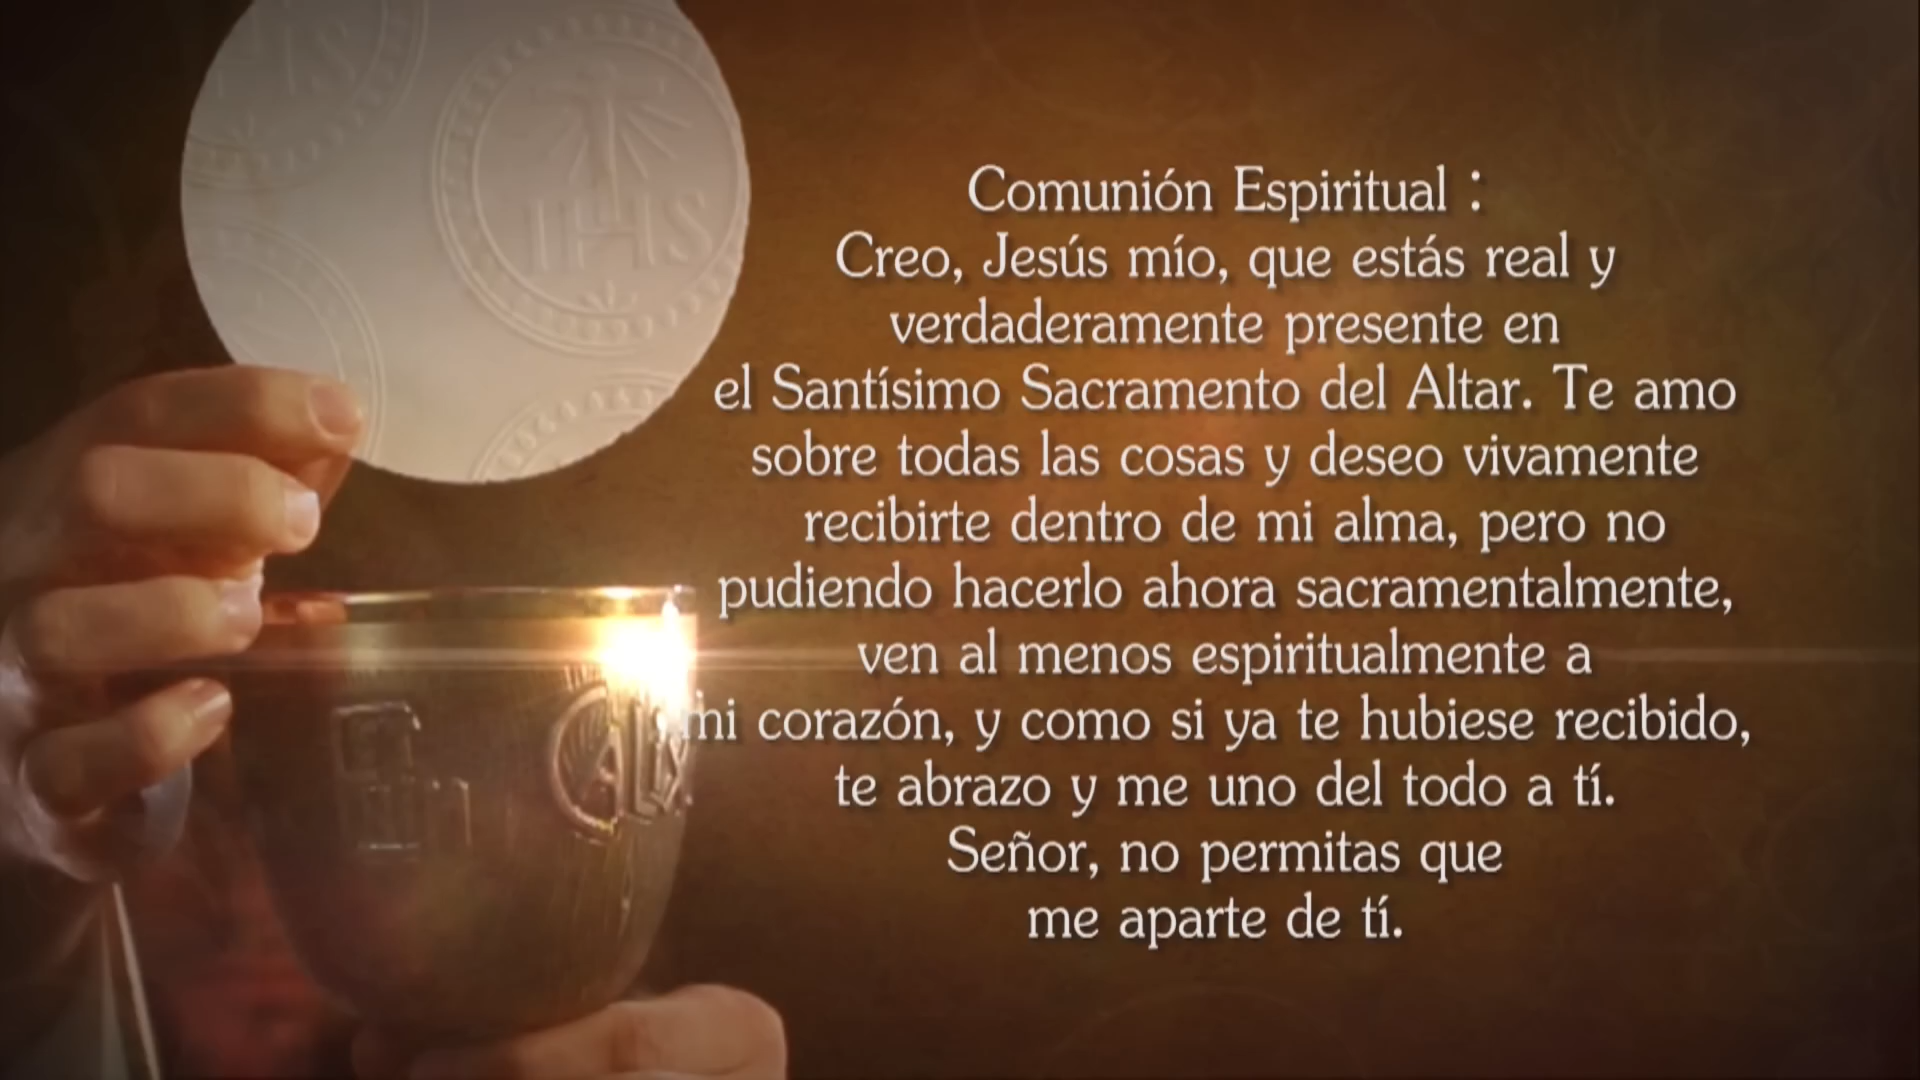 IHS
Comunión Espiritual :
Creo, Jesús mío, que estás real y
verdaderamente presente en
el Santísimo Sacramento del Altar. Te amo
sobre todas las cosas y deseo vivamente
recibirte dentro de mi alma, pero no
pudiendo hacerlo ahora sacramentalmente,
ven al menos espiritualmente a
mi corazón, y como si ya te hubiese recibido,
te abrazo y me uno del todo a tí.
Señor, no permitas que
me aparte de tí.